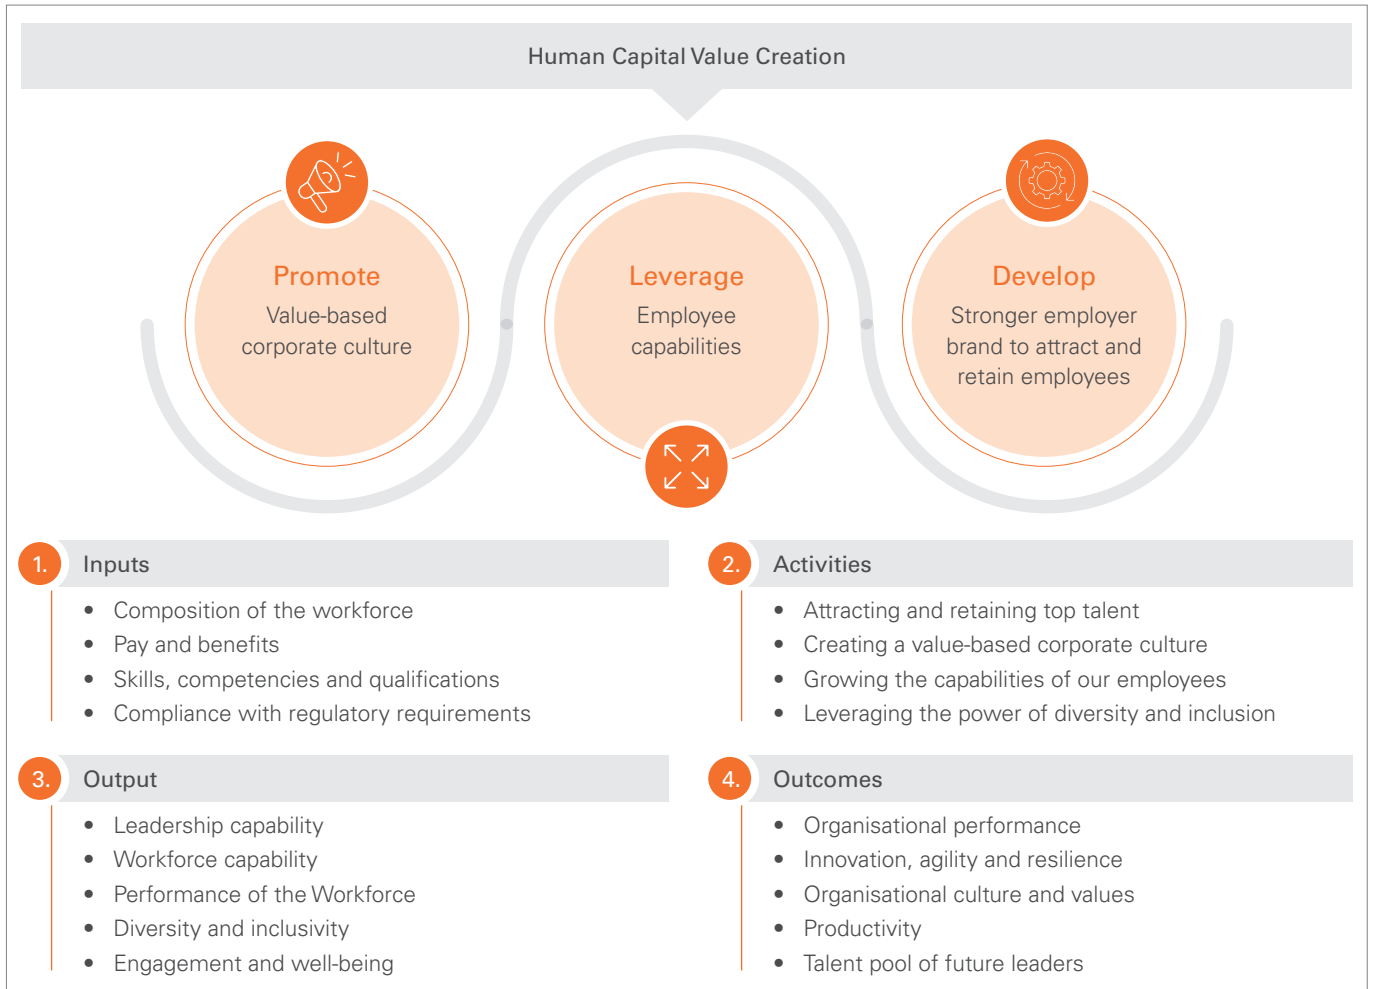 Human Capital Value Creation
Promote
Value-based
corporate culture
Leverage
Employee
capabilities
Develop
Stronger employer
brand to attract and
retain employees
1. Inputs
• Composition of the workforce
• Pay and benefits
• Skills, competencies and qualifications
• Compliance with regulatory requirements
2. Activities
• Attracting and retaining top talent
• Creating a value-based corporate culture
• Growing the capabilities of our employees
• Leveraging the power of diversity and inclusion
3. Output
• Leadership capability
• Workforce capability
• Performance of the Workforce
• Diversity and inclusivity
• Engagement and well-being
4. Outcomes
• Organisational performance
• Innovation, agility and resilience
• Organisational culture and values
• Productivity
• Talent pool of future leaders